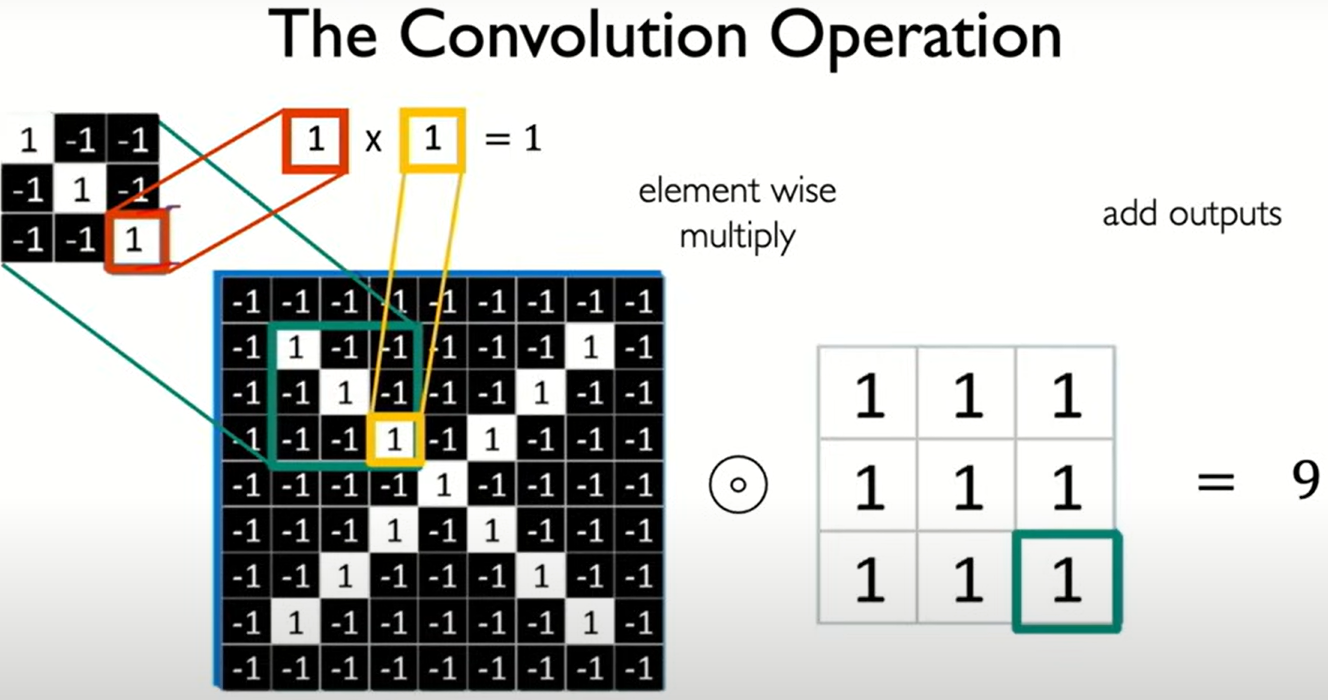 The Convolution Operation
1 -1 -1
-1 1 -1
-1 -1 1
1 x 1 = 1
element wise
multiply
add outputs
-1 -1 -1 -1 -1 -1 -1 -1 -1
-1 1 -1 -1 -1 -1 -1 1 -1
-1 -1 1 -1 -1 -1 1 -1 -1
-1 -1 -1 1 -1 1 -1 -1 -1
-1 -1 -1 -1 1 -1 -1 -1 -1
-1 -1 -1 1 -1 1 -1 -1 -1
-1 -1 1 -1 -1 -1 1 -1 -1
-1 1 -1 -1 -1 -1 -1 1 -1
-1 -1 -1 -1 -1 -1 -1 -1 -1
1 1 1
1 1 1
1 1 1
= 9